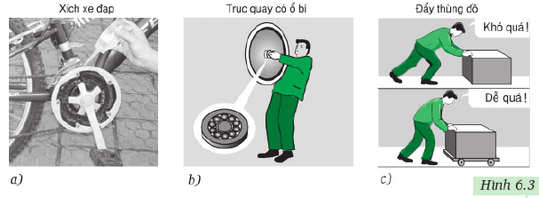 Xích xe đạp
Trục quay có ổ bi
Đẩy thùng đồ
Khó quá!
Dễ quá!
a)
b)
c)
Hình 6.3